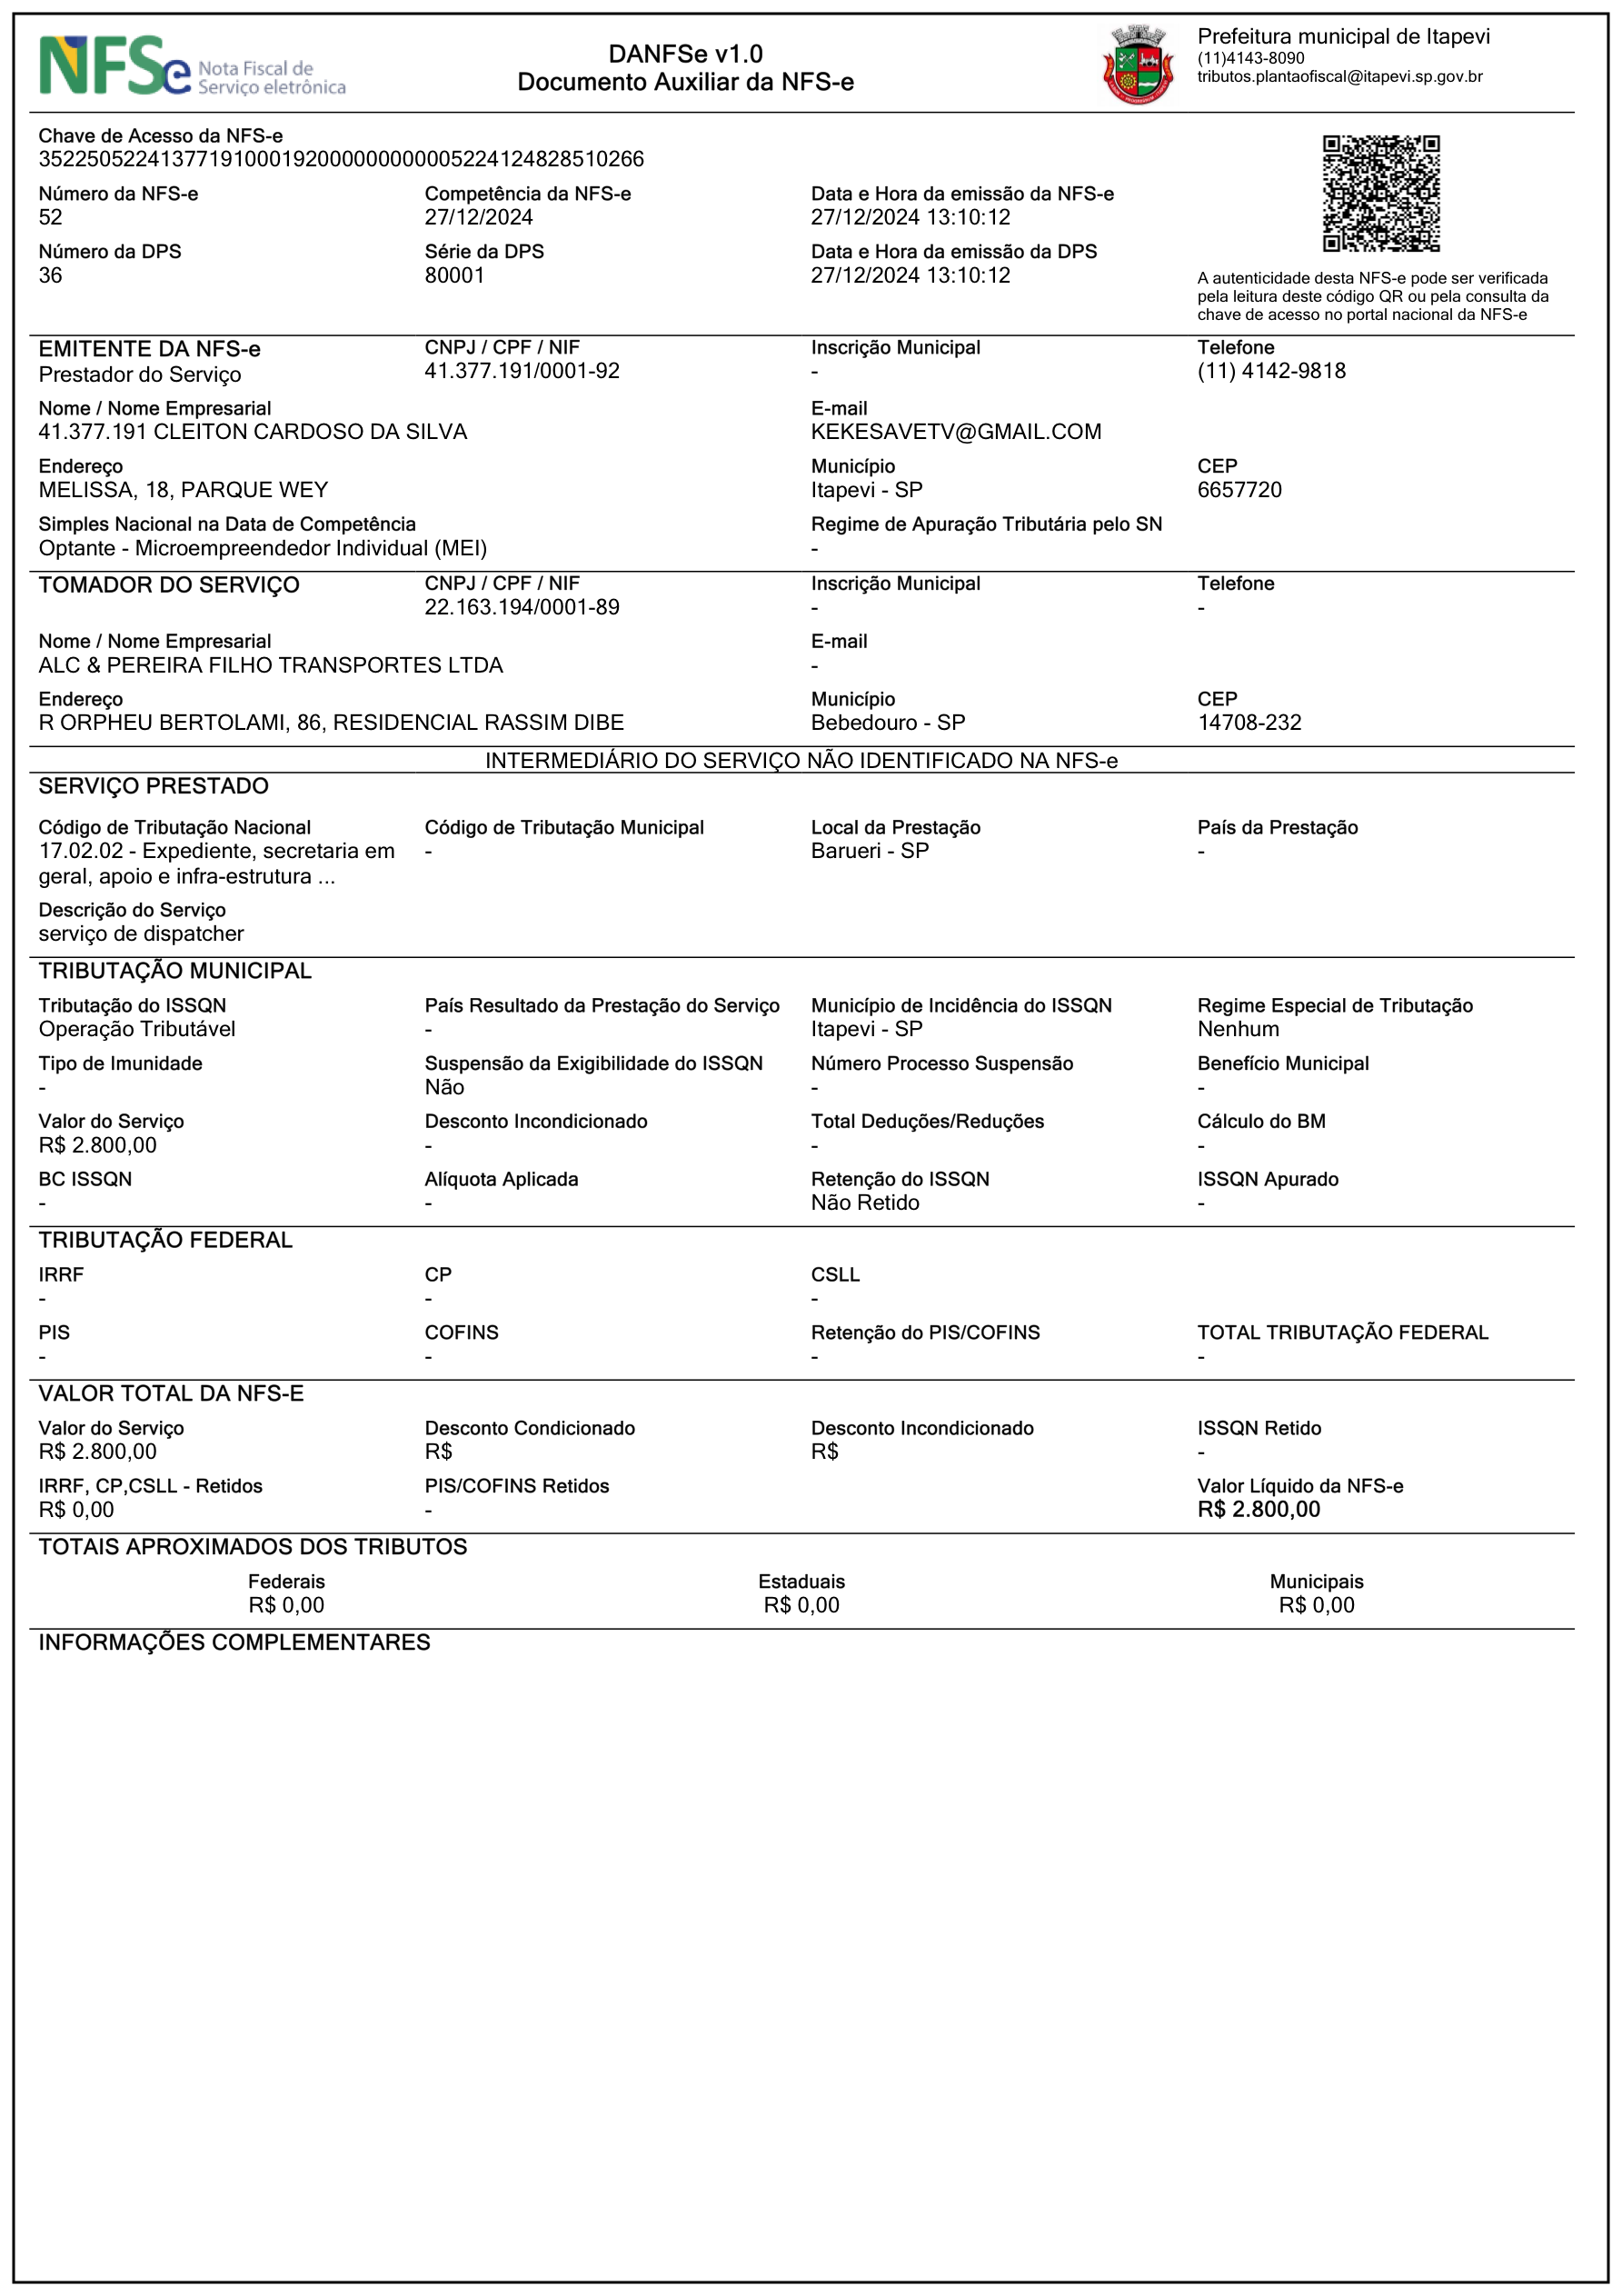 NFSe Nota Fiscal de
Serviço eletrônica
DANFSe v1.0
Documento Auxiliar da NFS-e
Prefeitura municipal de Itapevi
(11)4143-8090
tributos.plantaofiscal@itapevi.sp.gov.br
Chave de Acesso da NFS-e
35225052241377191000192000000000005224124828510266
Número da NFS-e Competência da NFS-e Data e Hora da emissão da NFS-e
52 27/12/2024 27/12/2024 13:10:12
Número da DPS Série da DPS Data e Hora da emissão da DPS
36 80001 27/12/2024 13:10:12
A autenticidade desta NFS-e pode ser verificada
pela leitura deste código QR ou pela consulta da
chave de acesso no portal nacional da NFS-e
EMITENTE DA NFS-e CNPJ / CPF / NIF Inscrição Municipal Telefone
Prestador do Serviço 41.377.191/0001-92 - (11) 4142-9818
Nome / Nome Empresarial E-mail
41.377.191 CLEITON CARDOSO DA SILVA KEKESAVETV@GMAIL.COM
Endereço Município CEP
MELISSA, 18, PARQUE WEY Itapevi - SP 6657720
Simples Nacional na Data de Competência Regime de Apuração Tributária pelo SN
Optante - Microempreendedor Individual (MEI) -
TOMADOR DO SERVIÇO CNPJ / CPF / NIF Inscrição Municipal Telefone
22.163.194/0001-89 - -
Nome / Nome Empresarial E-mail
ALC & PEREIRA FILHO TRANSPORTES LTDA -
Endereço Município CEP
R ORPHEU BERTOLAMI, 86, RESIDENCIAL RASSIM DIBE Bebedouro - SP 14708-232
INTERMEDIÁRIO DO SERVIÇO NÃO IDENTIFICADO NA NFS-e
SERVIÇO PRESTADO
Código de Tributação Nacional Código de Tributação Municipal Local da Prestação País da Prestação
17.02.02 - Expediente, secretaria em - Barueri - SP -
geral, apoio e infra-estrutura ...
Descrição do Serviço
serviço de dispatcher
TRIBUTAÇÃO MUNICIPAL
Tributação do ISSQN País Resultado da Prestação do Serviço Município de Incidência do ISSQN Regime Especial de Tributação
Operação Tributável - Itapevi - SP Nenhum
Tipo de Imunidade Suspensão da Exigibilidade do ISSQN Número Processo Suspensão Benefício Municipal
- Não - -
Valor do Serviço Desconto Incondicionado Total Deduções/Reduções Cálculo do BM
R$ 2.800,00 - - -
BC ISSQN Alíquota Aplicada Retenção do ISSQN ISSQN Apurado
- - Não Retido -
TRIBUTAÇÃO FEDERAL
IRRF CP CSLL
- - -
PIS COFINS Retenção do PIS/COFINS TOTAL TRIBUTAÇÃO FEDERAL
- - - -
VALOR TOTAL DA NFS-E
Valor do Serviço Desconto Condicionado Desconto Incondicionado ISSQN Retido
R$ 2.800,00 R$ R$ -
IRRF, CP,CSLL - Retidos PIS/COFINS Retidos Valor Líquido da NFS-e
R$ 0,00 - R$ 2.800,00
TOTAIS APROXIMADOS DOS TRIBUTOS
Federais Estaduais Municipais
R$ 0,00 R$ 0,00 R$ 0,00
INFORMAÇÕES COMPLEMENTARES